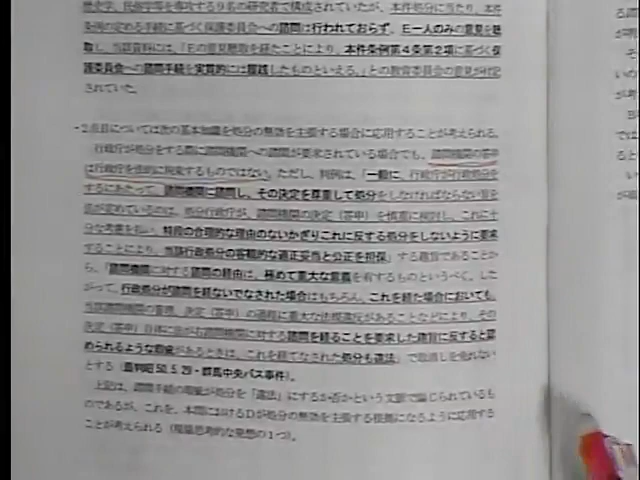 歴史学、民俗学等を専攻する９名の研究者で構成されていたが、本件処分に当たり、本件
条例の定める手続に基づく保護委員会への諮問は行われておらず、Ｅ一人のみの意見を聴
取し、当該資料には、「Ｅの意見聴取を経たことにより、本件条例第４条第２項に基づく保
護委員会への諮問手続を実質的には履践したものといえる。」との教育委員会の意見が付記
されていた。
・２点目については次の基本知識を処分の無効を主張する場合に応用することが考えられる。
行政庁が処分をする際に諮問機関への諮問が要求されている場合でも、諮問機関の答申
は行政庁を法的に拘束するものではない。ただし、判例は、「一般に、行政庁が行政処分を
するにあたって、諮問機関に諮問し、その決定を尊重して処分をしなければならない旨を
法が定めているのは、処分行政庁が、諮問機関の決定（答申）を慎重に検討し、これに十
分な考慮を払い、特段の合理的な理由のないかぎりこれに反する処分をしないように要求
することにより、当該行政処分の客観的な適正妥当と公正を担保」する趣旨であることか
ら、「諮問機関に対する諮問の経由は、極めて重大な意義を有するものというべく、した
がって、行政処分が諮問を経ないでなされた場合はもちろん、これを経た場合においても、
当該諮問機関の審理、決定（答申）の過程に重大な法規違反があることなどにより、その
決定（答申）自体に法が右諮問機関に対する諮問を経ることを要求した趣旨に反すると認
められるような瑕疵があるときは、これを経てなされた処分も違法」で取消しを免れない
とする（最判昭50.5.29・群馬中央バス事件）。
上記は、諮問手続の瑕疵が処分を「違法」にするか否かという文脈で論じられているも
のであるが、これを、本問におけるＤが処分の無効を主張する根拠になるように応用する
ことが考えられる（現場思考的な発想の１つ）。